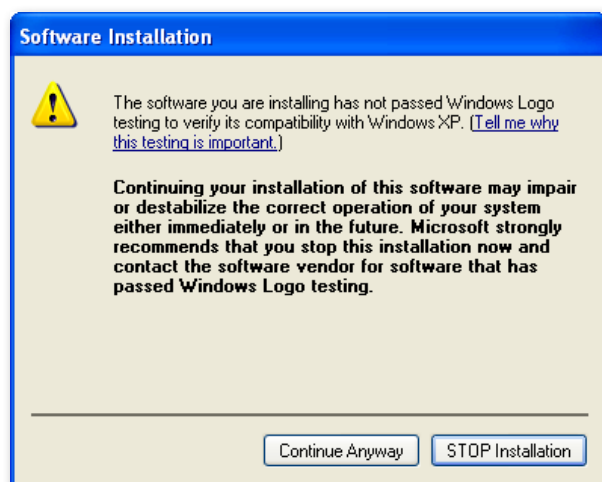 Software Installation
The software you are installing has not passed Windows Logo
testing to verify its compatibility with Windows XP. (Tell me why
this testing is important.)
Continuing your installation of this software may impair
or destabilize the correct operation of your system
either immediately or in the future. Microsoft strongly
recommends that you stop this installation now and
contact the software vendor for software that has
passed Windows Logo testing.
Continue Anyway
STOP Installation